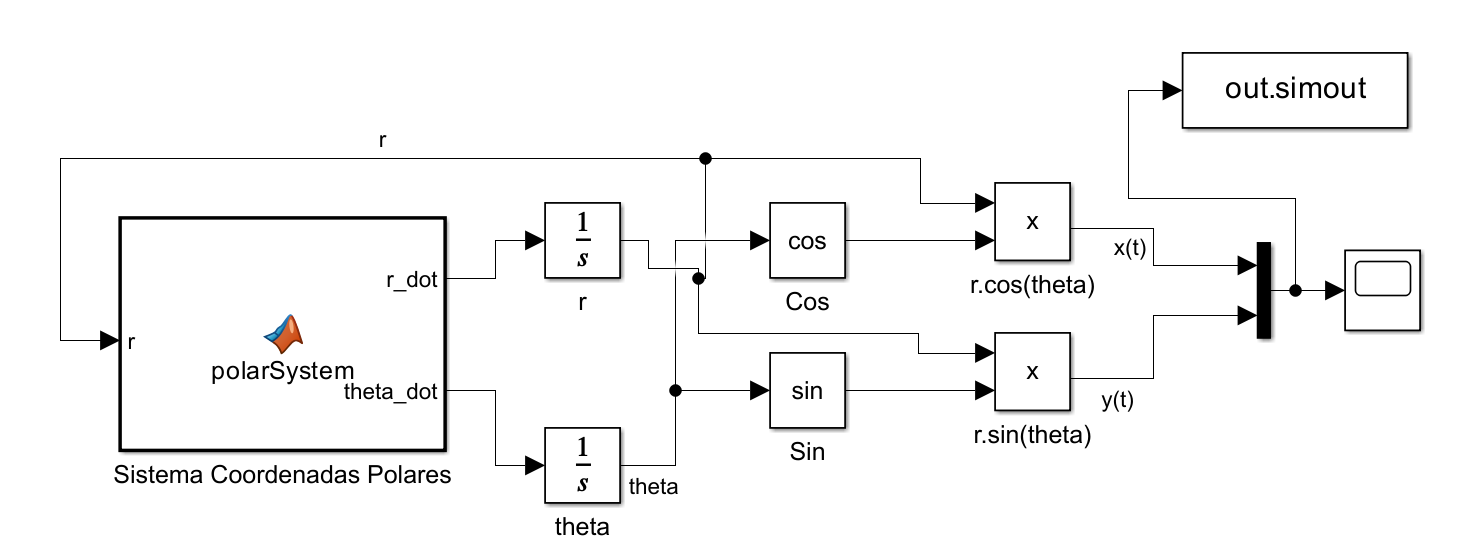 out.simout
r
r
polarSystem
r_dot
theta_dot
Sistema Coordenadas Polares
1
s
r
1
s
theta
theta
cos
Cos
sin
Sin
x
r.cos(theta)
x(t)
x
r.sin(theta)
y(t)